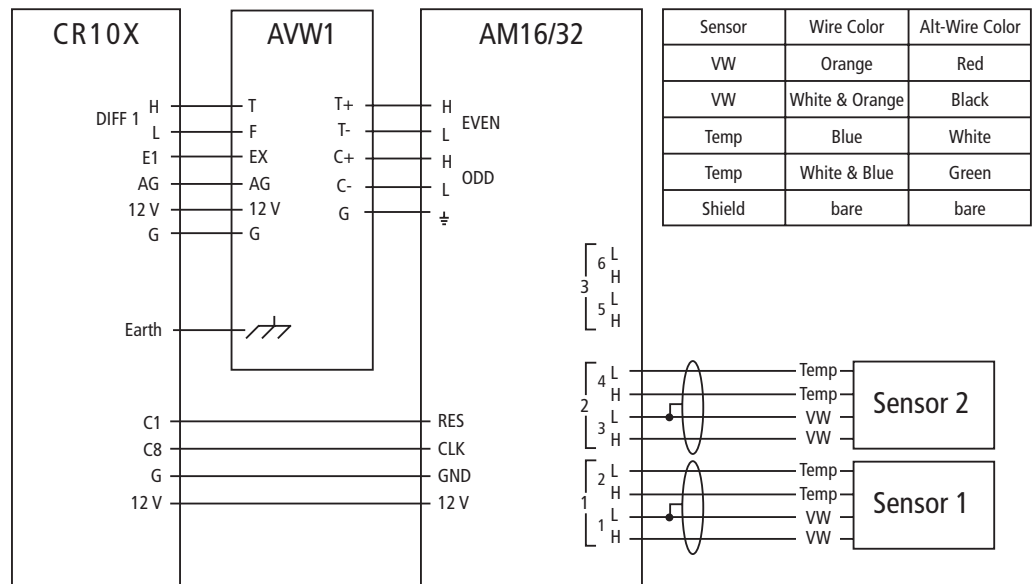 CR10X
AVW1
AM16/32
Sensor Wire Color Alt-Wire Color
VW Orange Red
VW White & Orange Black
Temp Blue White
Temp White & Blue Green
Shield bare bare
DIFF 1
H T T+ H
EVEN
L F T- L
E1 EX C+ H
ODD
AG AG C- L
12 V 12 V G
G G
Earth
3
6 L
H
5 L
H
2
4 L Temp
H Temp
3 L VW
H VW
Sensor 2
1
2 L Temp
H Temp
1 L VW
H VW
Sensor 1
C1 RES
C8 CLK
G GND
12 V 12 V